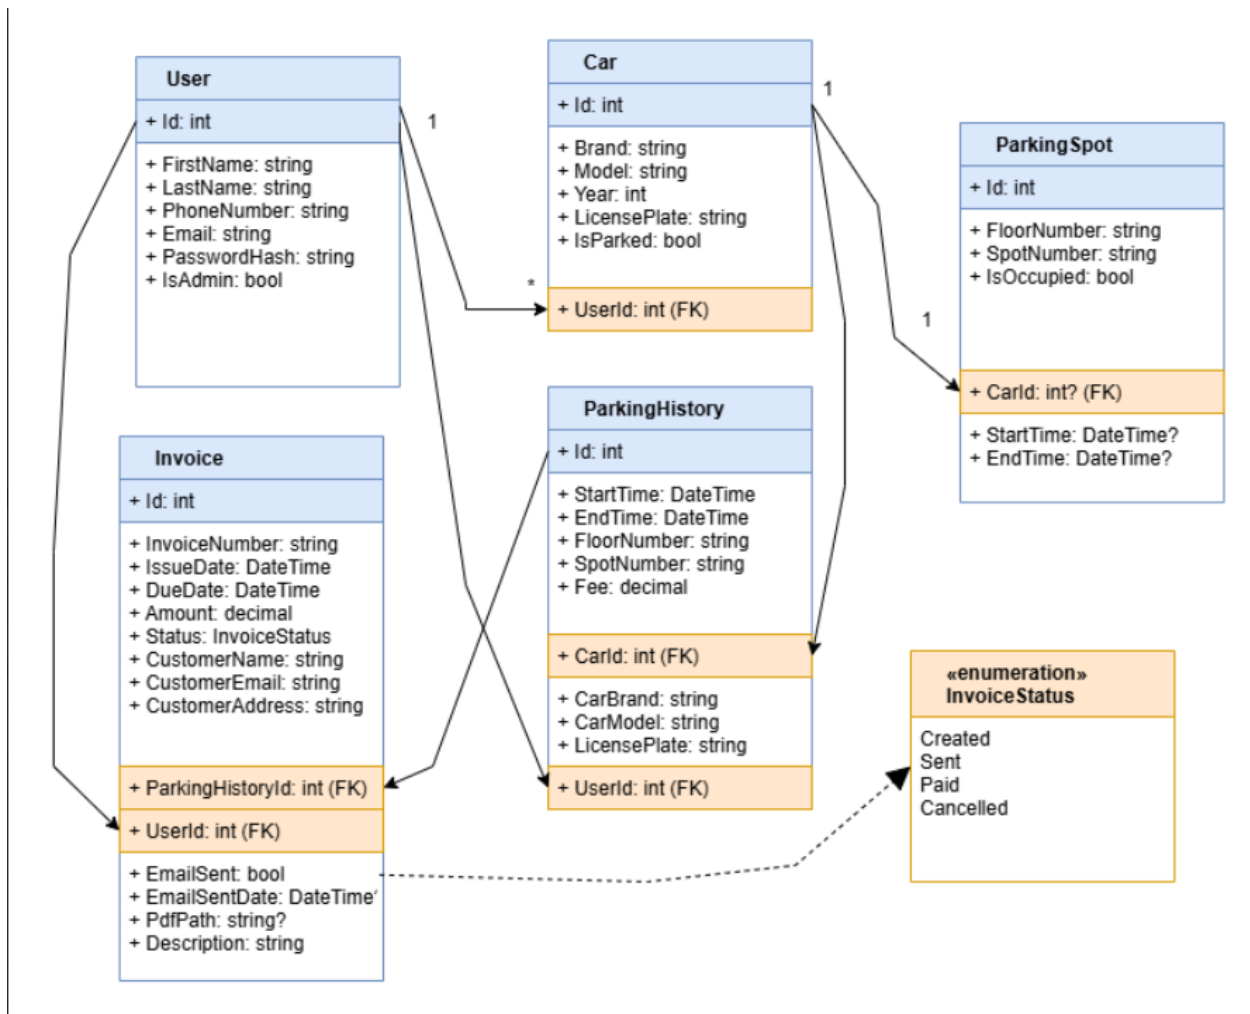 User
+ Id: int
+ FirstName: string
+ LastName: string
+ PhoneNumber: string
+ Email: string
+ PasswordHash: string
+ IsAdmin: bool
1
*
Car
+ Id: int
+ Brand: string
+ Model: string
+ Year: int
+ LicensePlate: string
+ IsParked: bool
+ UserId: int (FK)
1
1
ParkingSpot
+ Id: int
+ FloorNumber: string
+ SpotNumber: string
+ IsOccupied: bool
+ CarId: int? (FK)
+ StartTime: DateTime?
+ EndTime: DateTime?
Invoice
+ Id: int
+ InvoiceNumber: string
+ IssueDate: DateTime
+ DueDate: DateTime
+ Amount: decimal
+ Status: InvoiceStatus
+ CustomerName: string
+ CustomerEmail: string
+ CustomerAddress: string
+ ParkingHistoryId: int (FK)
+ UserId: int (FK)
+ EmailSent: bool
+ EmailSentDate: DateTime
+ PdfPath: string?
+ Description: string
ParkingHistory
+ Id: int
+ StartTime: DateTime
+ EndTime: DateTime
+ FloorNumber: string
+ SpotNumber: string
+ Fee: decimal
+ CarId: int (FK)
+ CarBrand: string
+ CarModel: string
+ LicensePlate: string
+ UserId: int (FK)
«enumeration»
InvoiceStatus
Created
Sent
Paid
Cancelled